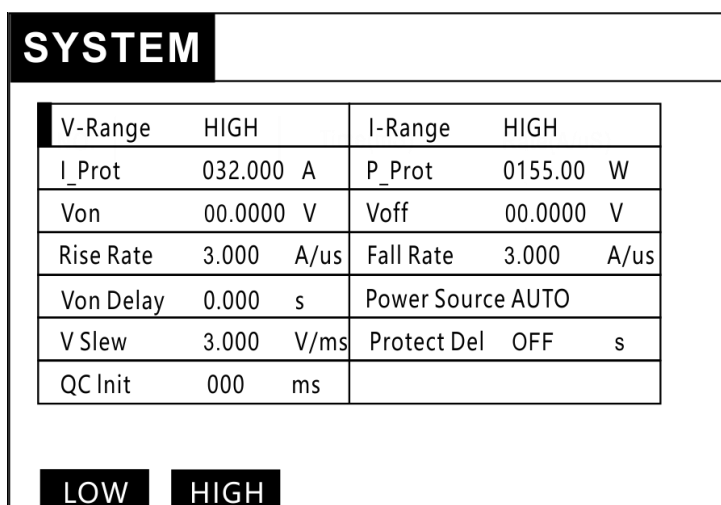 SYSTEM
V-Range HIGH I-Range HIGH
I_Prot 032.000 A P_Prot 0155.00 W
Von 00.0000 V Voff 00.0000 V
Rise Rate 3.000 A/us Fall Rate 3.000 A/us
Von Delay 0.000 s Power Source AUTO
V Slew 3.000 V/ms Protect Del OFF s
QC Init 000 ms
LOW HIGH